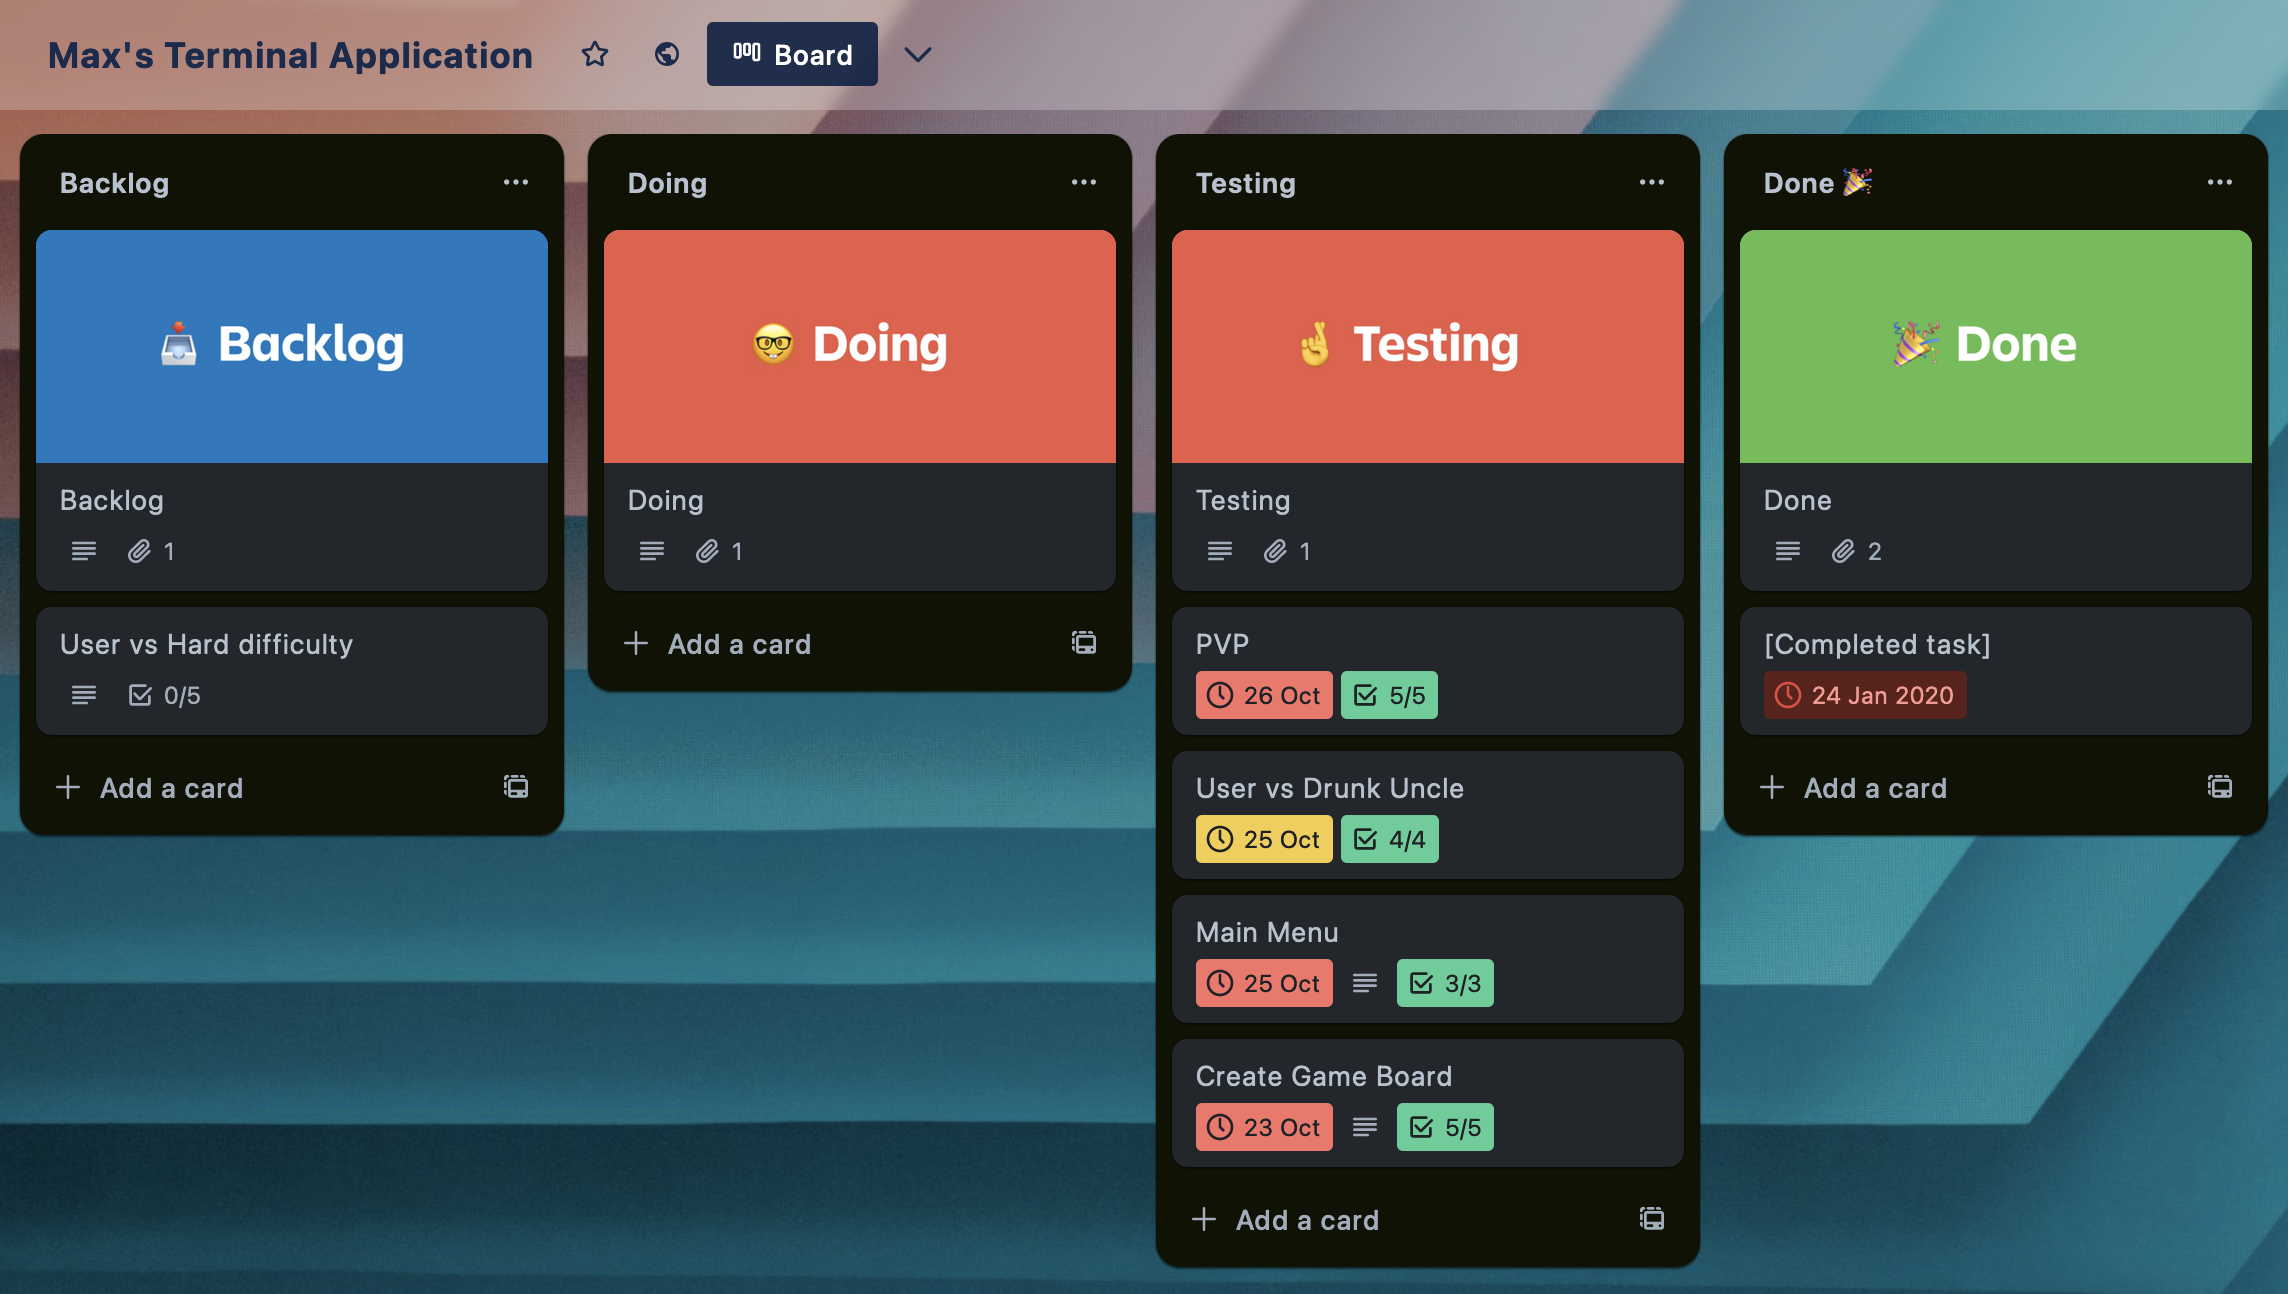 Max's Terminal Application
Board
Backlog
Backlog
Backlog
1
User vs Hard difficulty
0/5
Add a card
Doing
Doing
Doing
1
Add a card
Testing
Testing
Testing
1
PVP
26 Oct 5/5
User vs Drunk Uncle
25 Oct 4/4
Main Menu
25 Oct 3/3
Create Game Board
23 Oct 5/5
Add a card
Done 🎉
🎉 Done
Done
2
[Completed task]
24 Jan 2020
Add a card